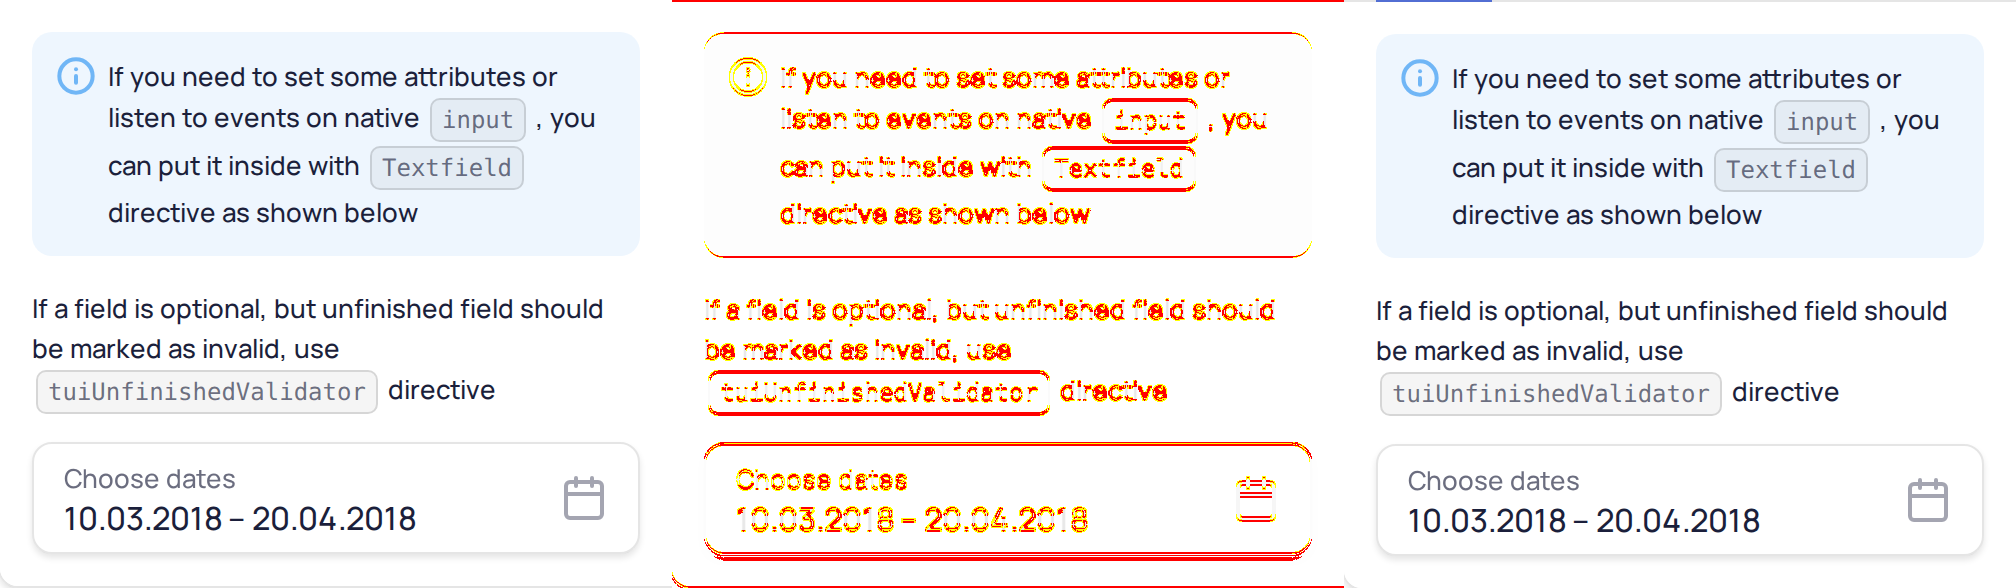 If you need to set some attributes or
listen to events on native input , you
can put it inside with Textfield
directive as shown below
If a field is optional, but unfinished field should
be marked as invalid, use
tuiUnfinishedValidator directive
Choose dates
10.03.2018 – 20.04.2018
If you need to set some attributes or
listen to events on native input , you
can put it inside with Textfield
directive as shown below
If a field is optional, but unfinished field should
be marked as invalid, use
tuiUnfinishedValidator directive
Choose dates
10.03.2018 – 20.04.2018
If you need to set some attributes or
listen to events on native input , you
can put it inside with Textfield
directive as shown below
If a field is optional, but unfinished field should
be marked as invalid, use
tuiUnfinishedValidator directive
Choose dates
10.03.2018 – 20.04.2018